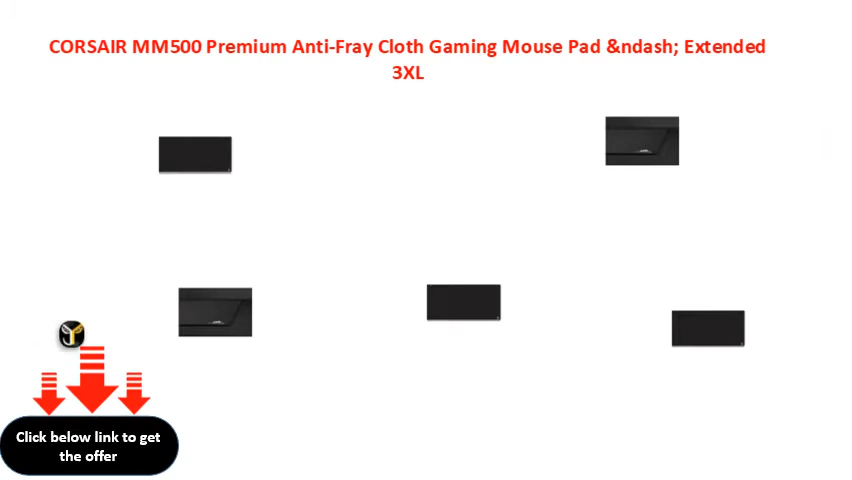 CORSAIR MM500 Premium Anti-Fray Cloth Gaming Mouse Pad &ndash; Extended
3XL
Click below link to get
the offer